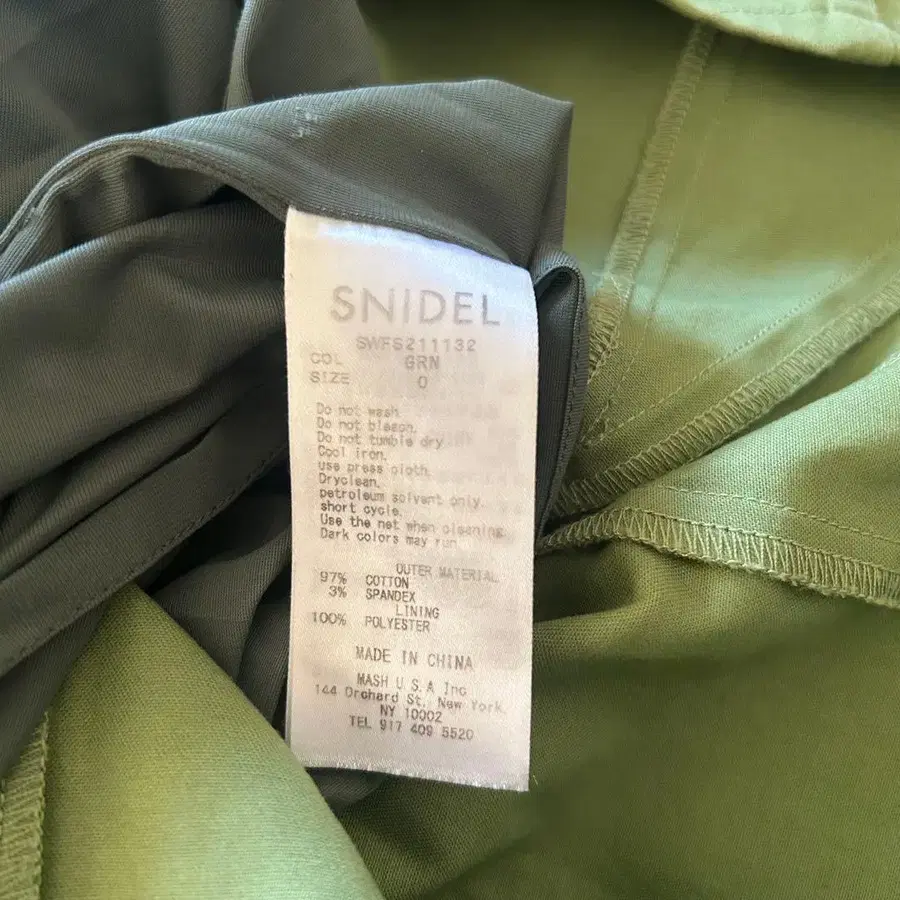 SNIDEL
SWFS211132
COL GRN
SIZE 0
Do not wash.
Do not bleach.
Do not tumble dry.
Cool iron.
use press cloth.
Dryclean.
petroleum solvent only.
short cycle.
Use the net when cleaning.
Dark colors may run.
OUTER MATERIAL
97% COTTON
3% SPANDEX
LINING
100% POLYESTER
MADE IN CHINA
MASH U.S.A Inc
144 Orchard St. New York.
NY 10002
TEL 917 409 5520